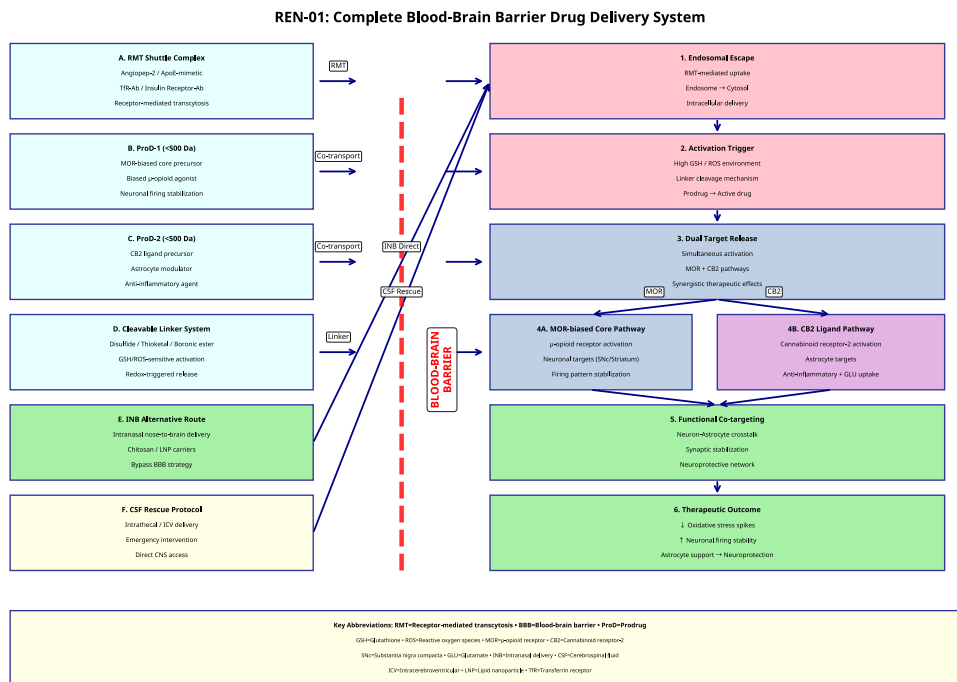 REN-01: Complete Blood-Brain Barrier Drug Delivery System
A. RMT Shuttle Complex
Angiopep-2 / ApoE-mimetic
TfR-Ab / Insulin Receptor-Ab
Receptor-mediated transcytosis
RMT
B. ProD-1 (<500 Da)
MOR-biased core precursor
Biased μ-opioid agonist
Neuronal firing stabilization
Co-transport
C. ProD-2 (<500 Da)
CB2 ligand precursor
Astrocyte modulator
Anti-inflammatory agent
Co-transport
D. Cleavable Linker System
Disulfide / Thioketal / Boronic ester
GSH/ROS-sensitive activation
Redox-triggered release
Linker
E. INB Alternative Route
Intranasal nose-to-brain delivery
Chitosan / LNP carriers
Bypass BBB strategy
F. CSF Rescue Protocol
Intrathecal / ICV delivery
Emergency intervention
Direct CNS access
INB Direct
CSF Rescue
BLOOD-BRAIN
BARRIER
1. Endosomal Escape
RMT-mediated uptake
Endosome → Cytosol
Intracellular delivery
2. Activation Trigger
High GSH / ROS environment
Linker cleavage mechanism
Prodrug → Active drug
3. Dual Target Release
Simultaneous activation
MOR + CB2 pathways
Synergistic therapeutic effects
MOR
CB2
4A. MOR-biased Core Pathway
μ-opioid receptor activation
Neuronal targets (SNc/Striatum)
Firing pattern stabilization
4B. CB2 Ligand Pathway
Cannabinoid receptor-2 activation
Astrocyte targets
Anti-inflammatory + GLU uptake
5. Functional Co-targeting
Neuron-Astrocyte crosstalk
Synaptic stabilization
Neuroprotective network
6. Therapeutic Outcome
↓ Oxidative stress spikes
↑ Neuronal firing stability
Astrocyte support → Neuroprotection
Key Abbreviations: RMT=Receptor-mediated transcytosis • BBB=Blood-brain barrier • ProD=Prodrug
GSH=Glutathione • ROS=Reactive oxygen species • MOR=μ-opioid receptor • CB2=Cannabinoid receptor-2
SNc=Substantia nigra compacta • GLU=Glutamate • INB=Intranasal delivery • CSF=Cerebrospinal fluid
ICV=Intracerebroventricular • LNP=Lipid nanoparticle • TfR=Transferrin receptor